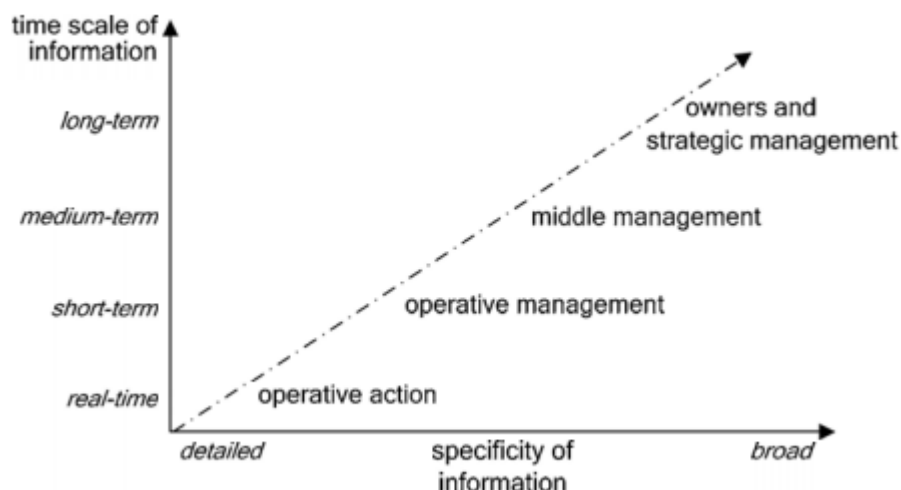 time scale of
information
long-term
owners and
strategic management
medium-term
middle management
short-term
operative management
real-time
operative action
detailed
specificity of
information
broad